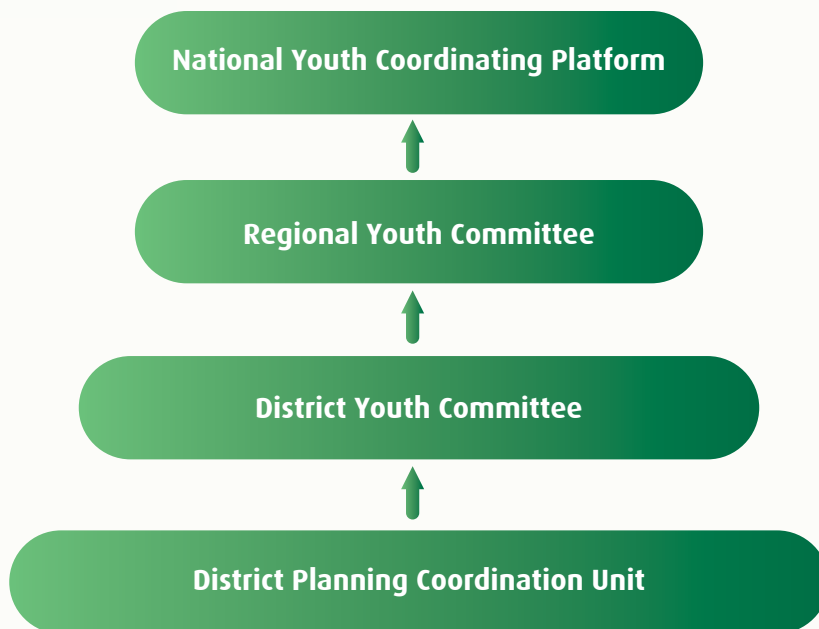 National Youth Coordinating Platform
Regional Youth Committee
District Youth Committee
District Planning Coordination Unit